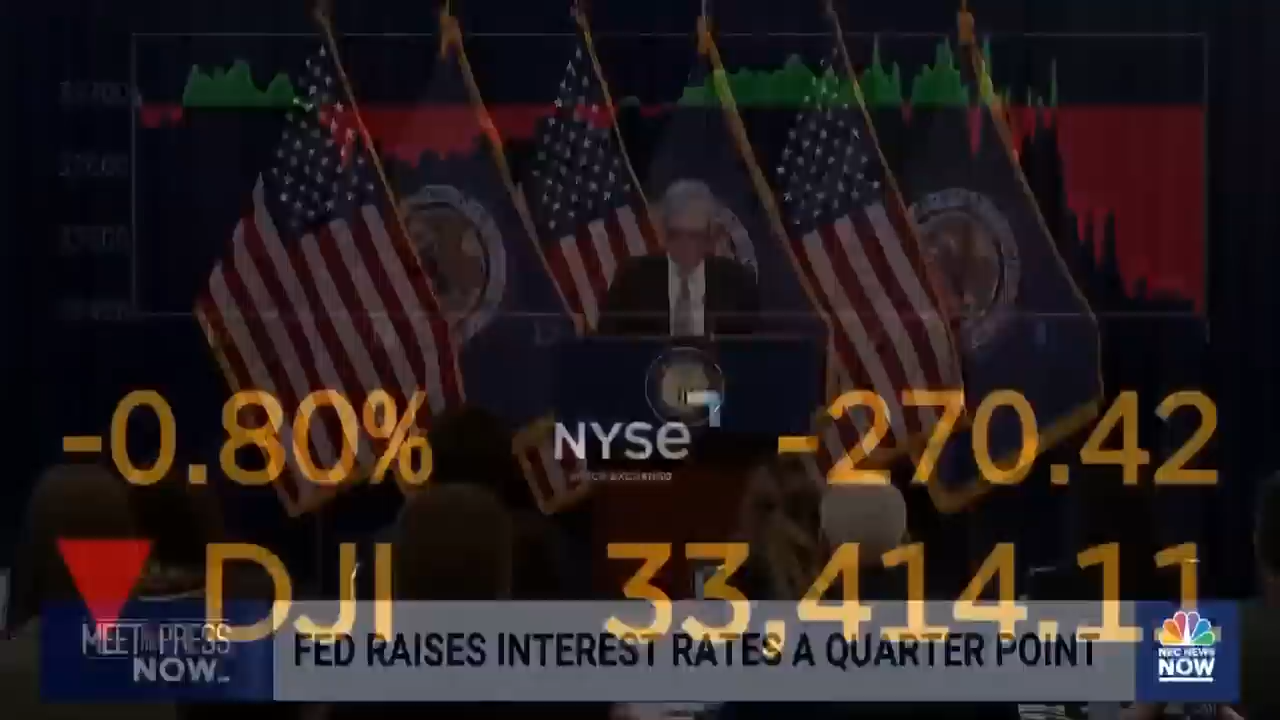 -0.80%
NYSE
-270.42
DJI
33,414.11
MEET THE PRESS
NOW
FED RAISES INTEREST RATES A QUARTER POINT
NBC NEWS
NOW